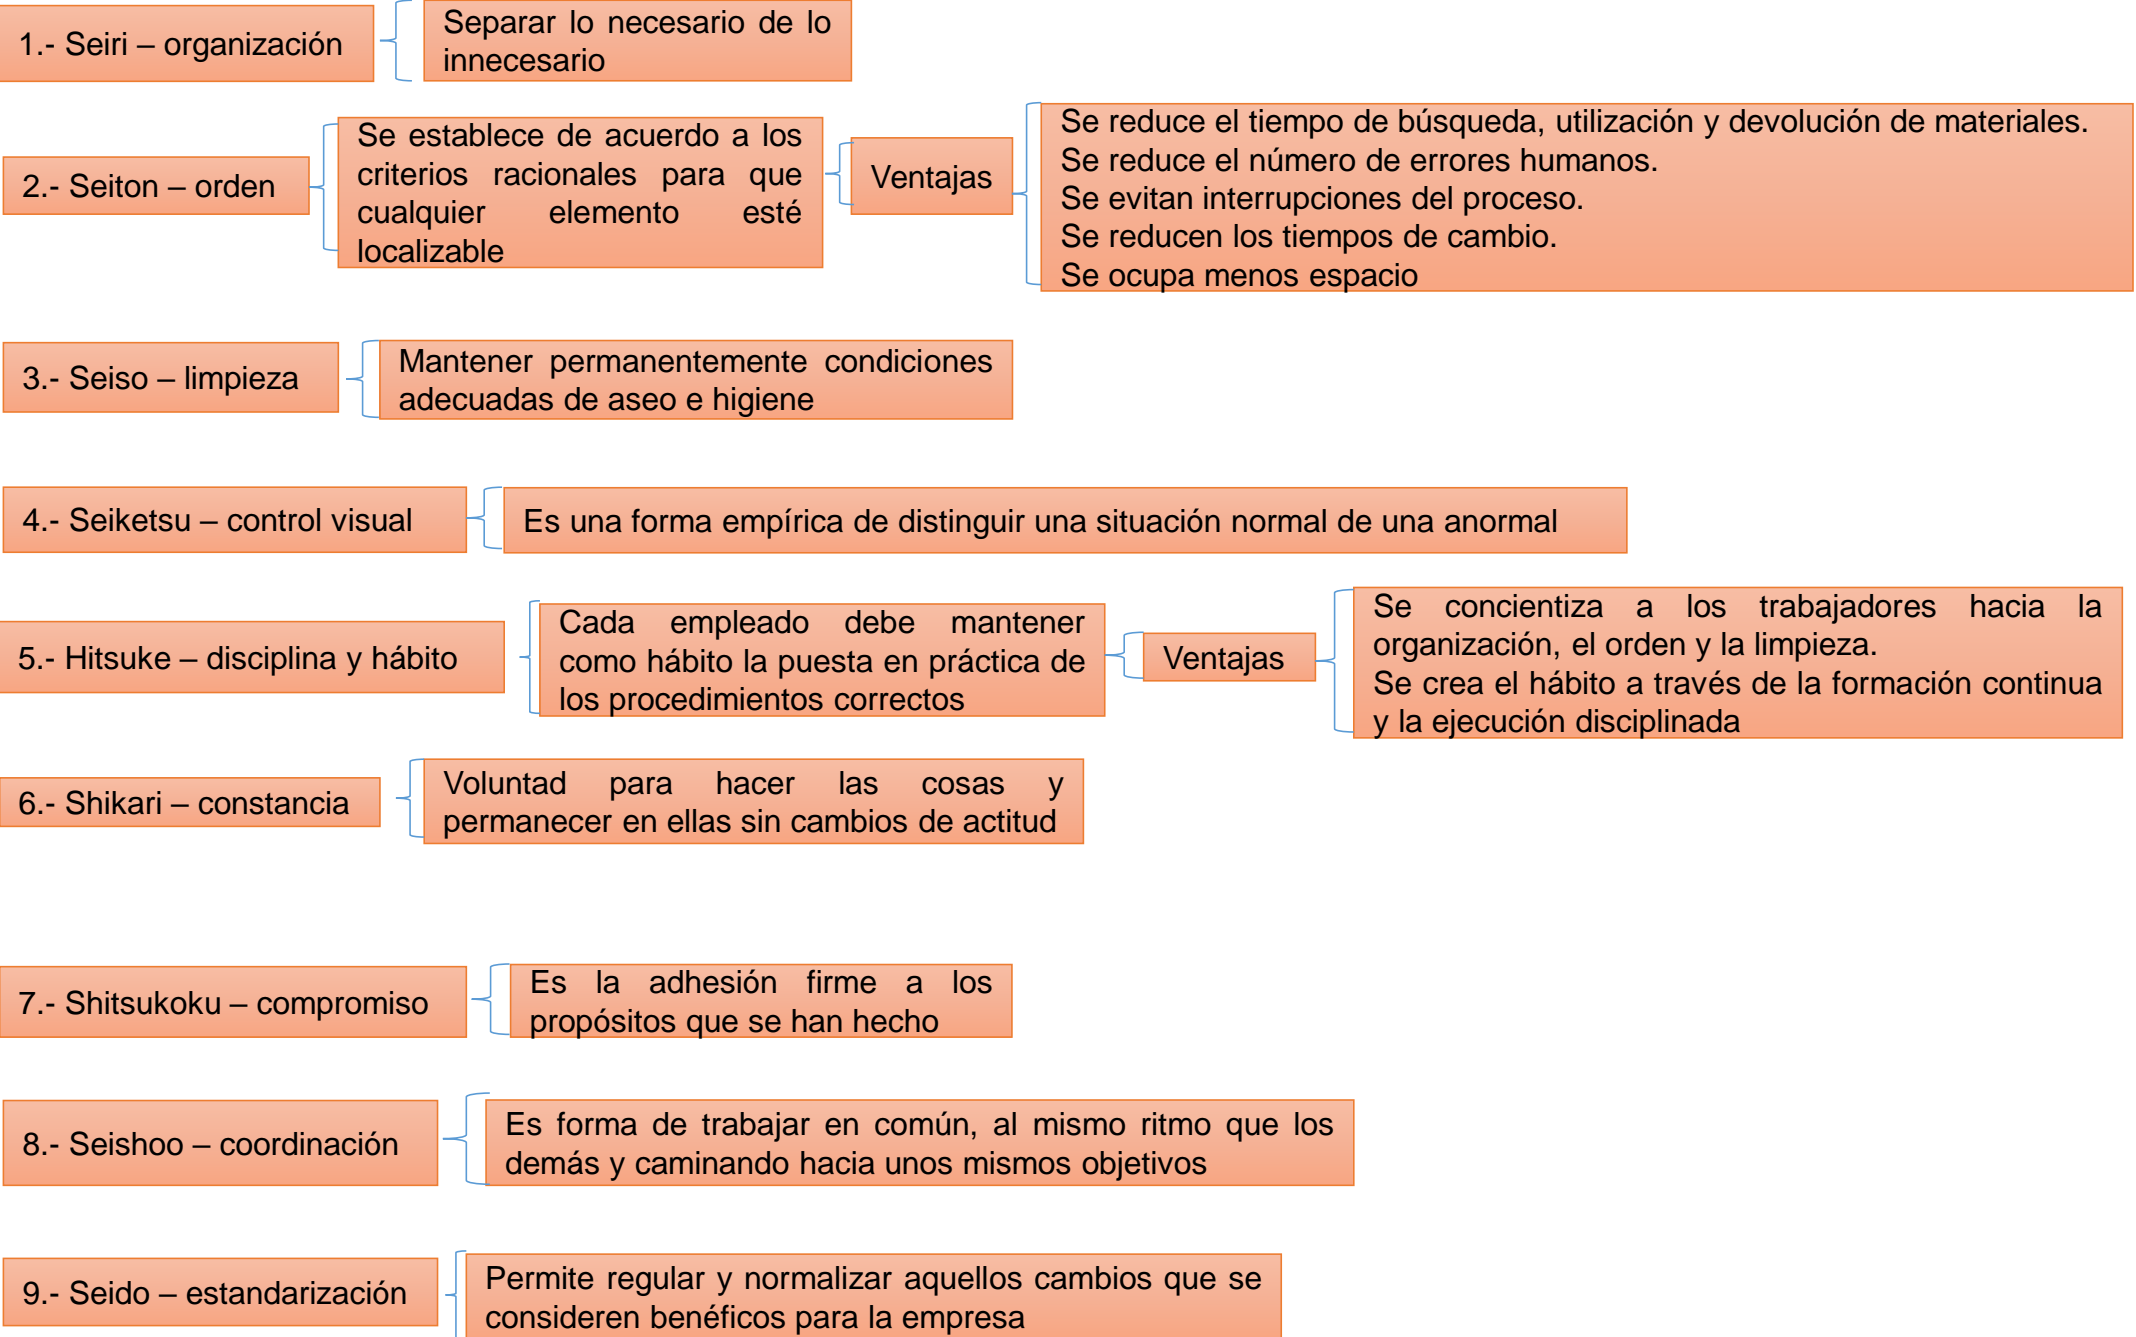 1.- Seiri – organización
Separar lo necesario de lo
innecesario
2.- Seiton – orden
Se establece de acuerdo a los
criterios racionales para que
cualquier elemento esté
localizable
Ventajas
Se reduce el tiempo de búsqueda, utilización y devolución de materiales.
Se reduce el número de errores humanos.
Se evitan interrupciones del proceso.
Se reducen los tiempos de cambio.
Se ocupa menos espacio
3.- Seiso – limpieza
Mantener permanentemente condiciones
adecuadas de aseo e higiene
4.- Seiketsu – control visual
Es una forma empírica de distinguir una situación normal de una anormal
5.- Hitsuke – disciplina y hábito
Cada empleado debe mantener
como hábito la puesta en práctica de
los procedimientos correctos
Ventajas
Se concientiza a los trabajadores hacia la
organización, el orden y la limpieza.
Se crea el hábito a través de la formación continua
y la ejecución disciplinada
6.- Shikari – constancia
Voluntad para hacer las cosas y
permanecer en ellas sin cambios de actitud
7.- Shitsukoku – compromiso
Es la adhesión firme a los
propósitos que se han hecho
8.- Seishoo – coordinación
Es forma de trabajar en común, al mismo ritmo que los
demás y caminando hacia unos mismos objetivos
9.- Seido – estandarización
Permite regular y normalizar aquellos cambios que se
consideren benéficos para la empresa